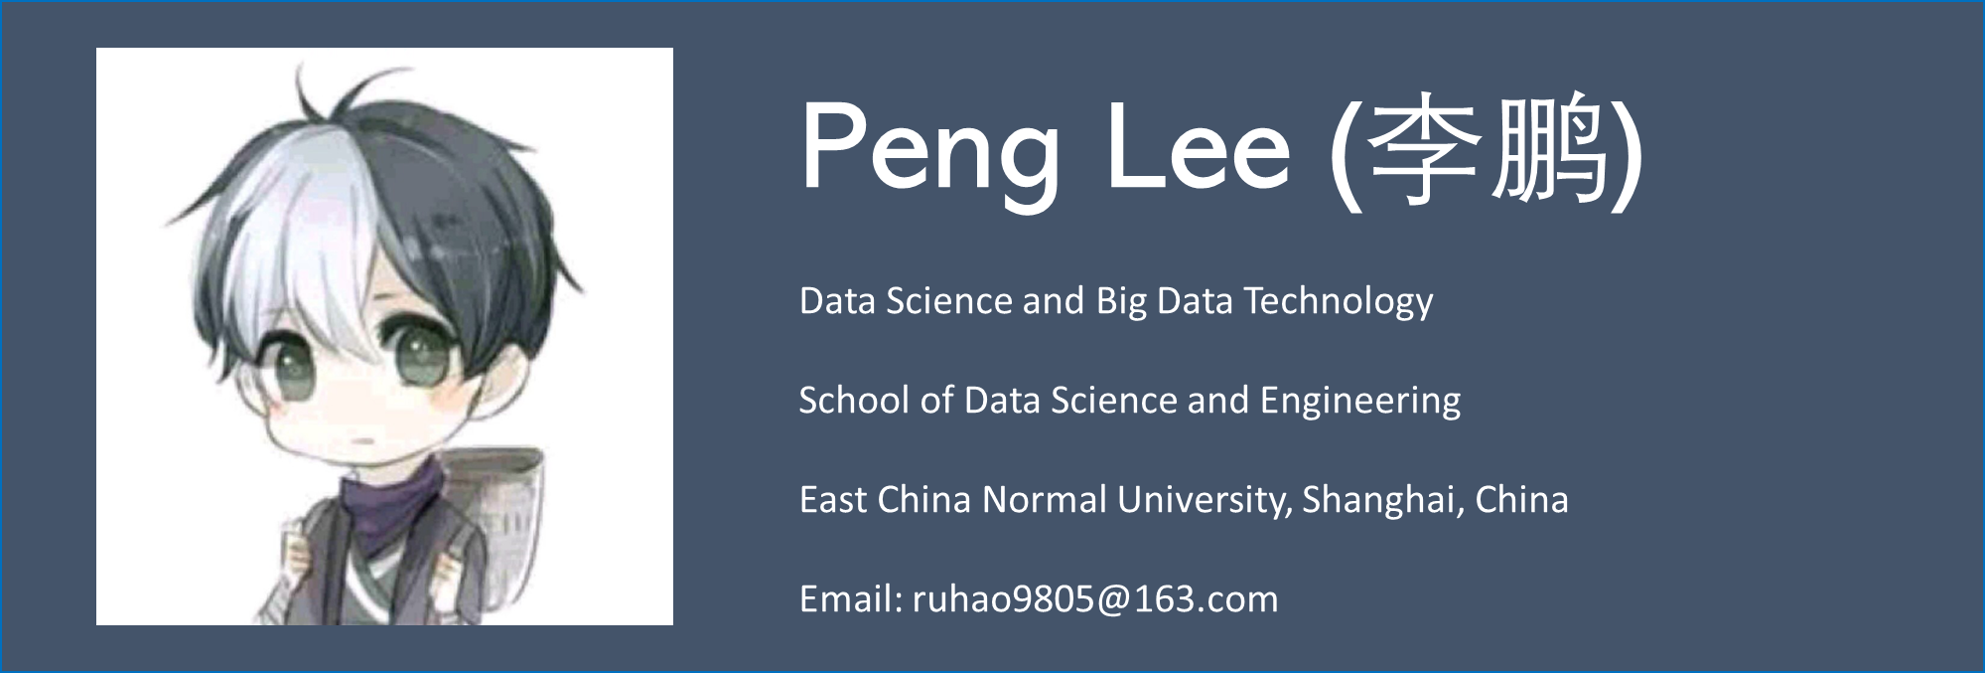 Peng Lee (李鹏)
Data Science and Big Data Technology
School of Data Science and Engineering
East China Normal University, Shanghai, China
Email: ruhao9805@163.com